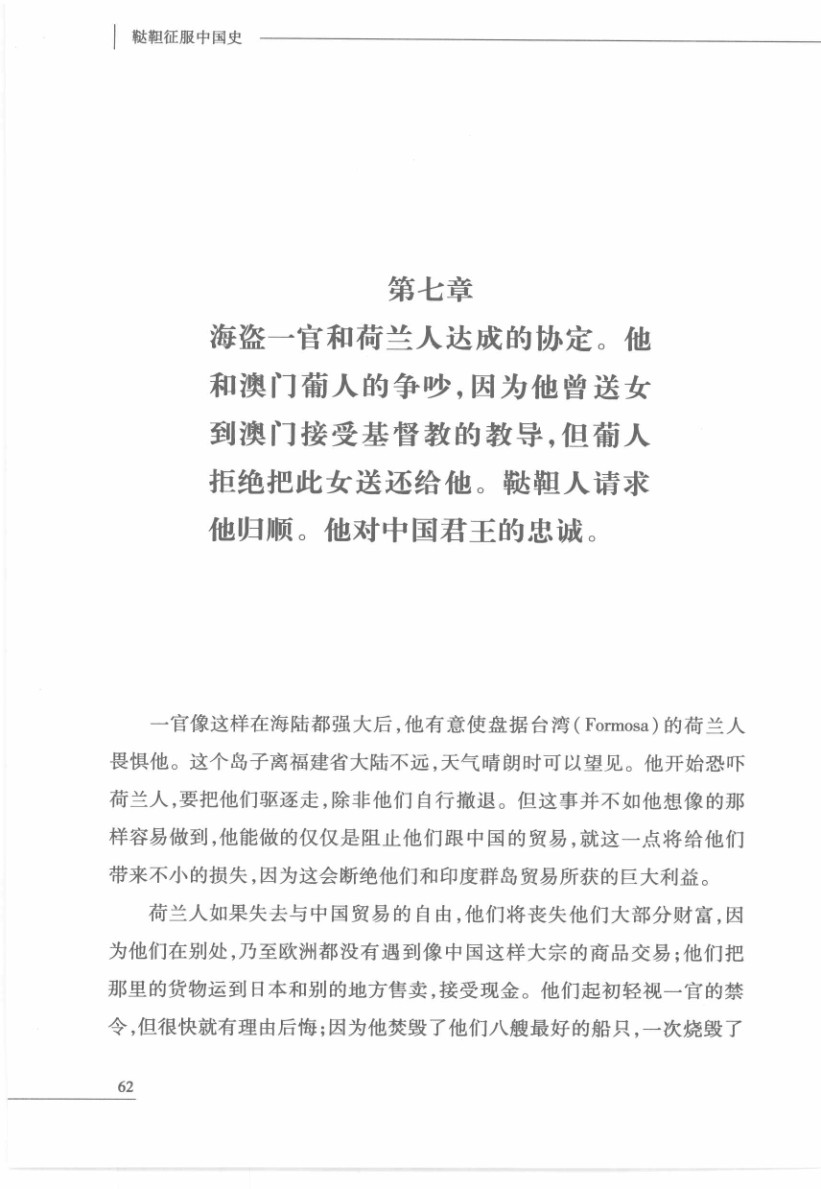 鞑靼征服中国史
第七章
海盗一官和荷兰人达成的协定。他
和澳门葡人的争吵,因为他曾送女
到澳门接受基督教的教导,但葡人
拒绝把此女送还给他。鞑靼人请求
他归顺。他对中国君王的忠诚。
一官像这样在海陆都强大后,他有意使盘据台湾(Formosa)的荷兰人
畏惧他。这个岛子离福建省大陆不远,天气晴朗时可以望见。他开始恐吓
荷兰人,要把他们驱逐走,除非他们自行撤退。但这事并不如他想像的那
样容易做到,他能做的仅仅是阻止他们跟中国的贸易,就这一点将给他们
带来不小的损失,因为这会断绝他们和印度群岛贸易所获的巨大利益。
荷兰人如果失去与中国贸易的自由,他们将丧失他们大部分财富,因
为他们在别处,乃至欧洲都没有遇到像中国这样大宗的商品交易;他们把
那里的货物运到日本和别的地方售卖,接受现金。他们起初轻视一官的禁
令,但很快就有理由后悔;因为他焚毁了他们八艘最好的船只,一次烧毁了
62